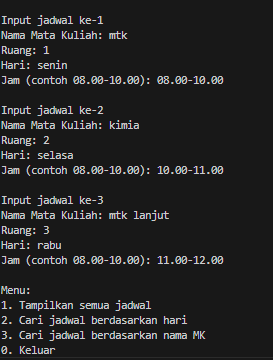 Input jadwal ke-1
Nama Mata Kuliah: mtk
Ruang: 1
Hari: senin
Jam (contoh 08.00-10.00): 08.00-10.00
Input jadwal ke-2
Nama Mata Kuliah: kimia
Ruang: 2
Hari: selasa
Jam (contoh 08.00-10.00): 10.00-11.00
Input jadwal ke-3
Nama Mata Kuliah: mtk lanjut
Ruang: 3
Hari: rabu
Jam (contoh 08.00-10.00): 11.00-12.00
Menu:
1. Tampilkan semua jadwal
2. Cari jadwal berdasarkan hari
3. Cari jadwal berdasarkan nama MK
0. Keluar